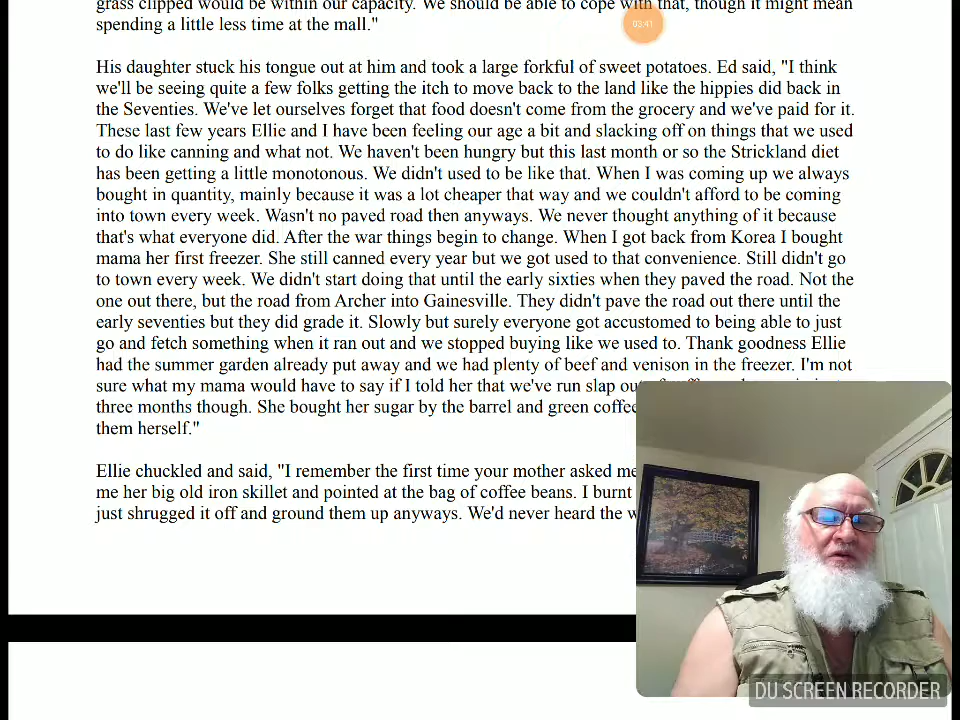 grass clipped would be within our capacity. We should be able to cope with that, though it might mean
spending a little less time at the mall."
03:41
His daughter stuck his tongue out at him and took a large forkful of sweet potatoes. Ed said, "I think
we'll be seeing quite a few folks getting the itch to move back to the land like the hippies did back in
the Seventies. We've let ourselves forget that food doesn't come from the grocery and we've paid for it.
These last few years Ellie and I have been feeling our age a bit and slacking off on things that we used
to do like canning and what not. We haven't been hungry but this last month or so the Strickland diet
has been getting a little monotonous. We didn't used to be like that. When I was coming up we always
bought in quantity, mainly because it was a lot cheaper that way and we couldn't afford to be coming
into town every week. Wasn't no paved road then anyways. We never thought anything of it because
that's what everyone did. After the war things begin to change. When I got back from Korea I bought
mama her first freezer. She still canned every year but we got used to that convenience. Still didn't go
to town every week. We didn't start doing that until the early sixties when they paved the road. Not the
one out there, but the road from Archer into Gainesville. They didn't pave the road out there until the
early seventies but they did grade it. Slowly but surely everyone got accustomed to being able to just
go and fetch something when it ran out and we stopped buying like we used to. Thank goodness Ellie
had the summer garden already put away and we had plenty of beef and venison in the freezer. I'm not
sure what my mama would have to say if I told her that we've run slap
three months though. She bought her sugar by the barrel and green
them herself."
Ellie chuckled and said, "I remember the first time your mother asked me
me her big old iron skillet and pointed at the bag of coffee beans. I burnt
just shrugged it off and ground them up anyways. We'd never heard the
DU SCREEN RECORDER